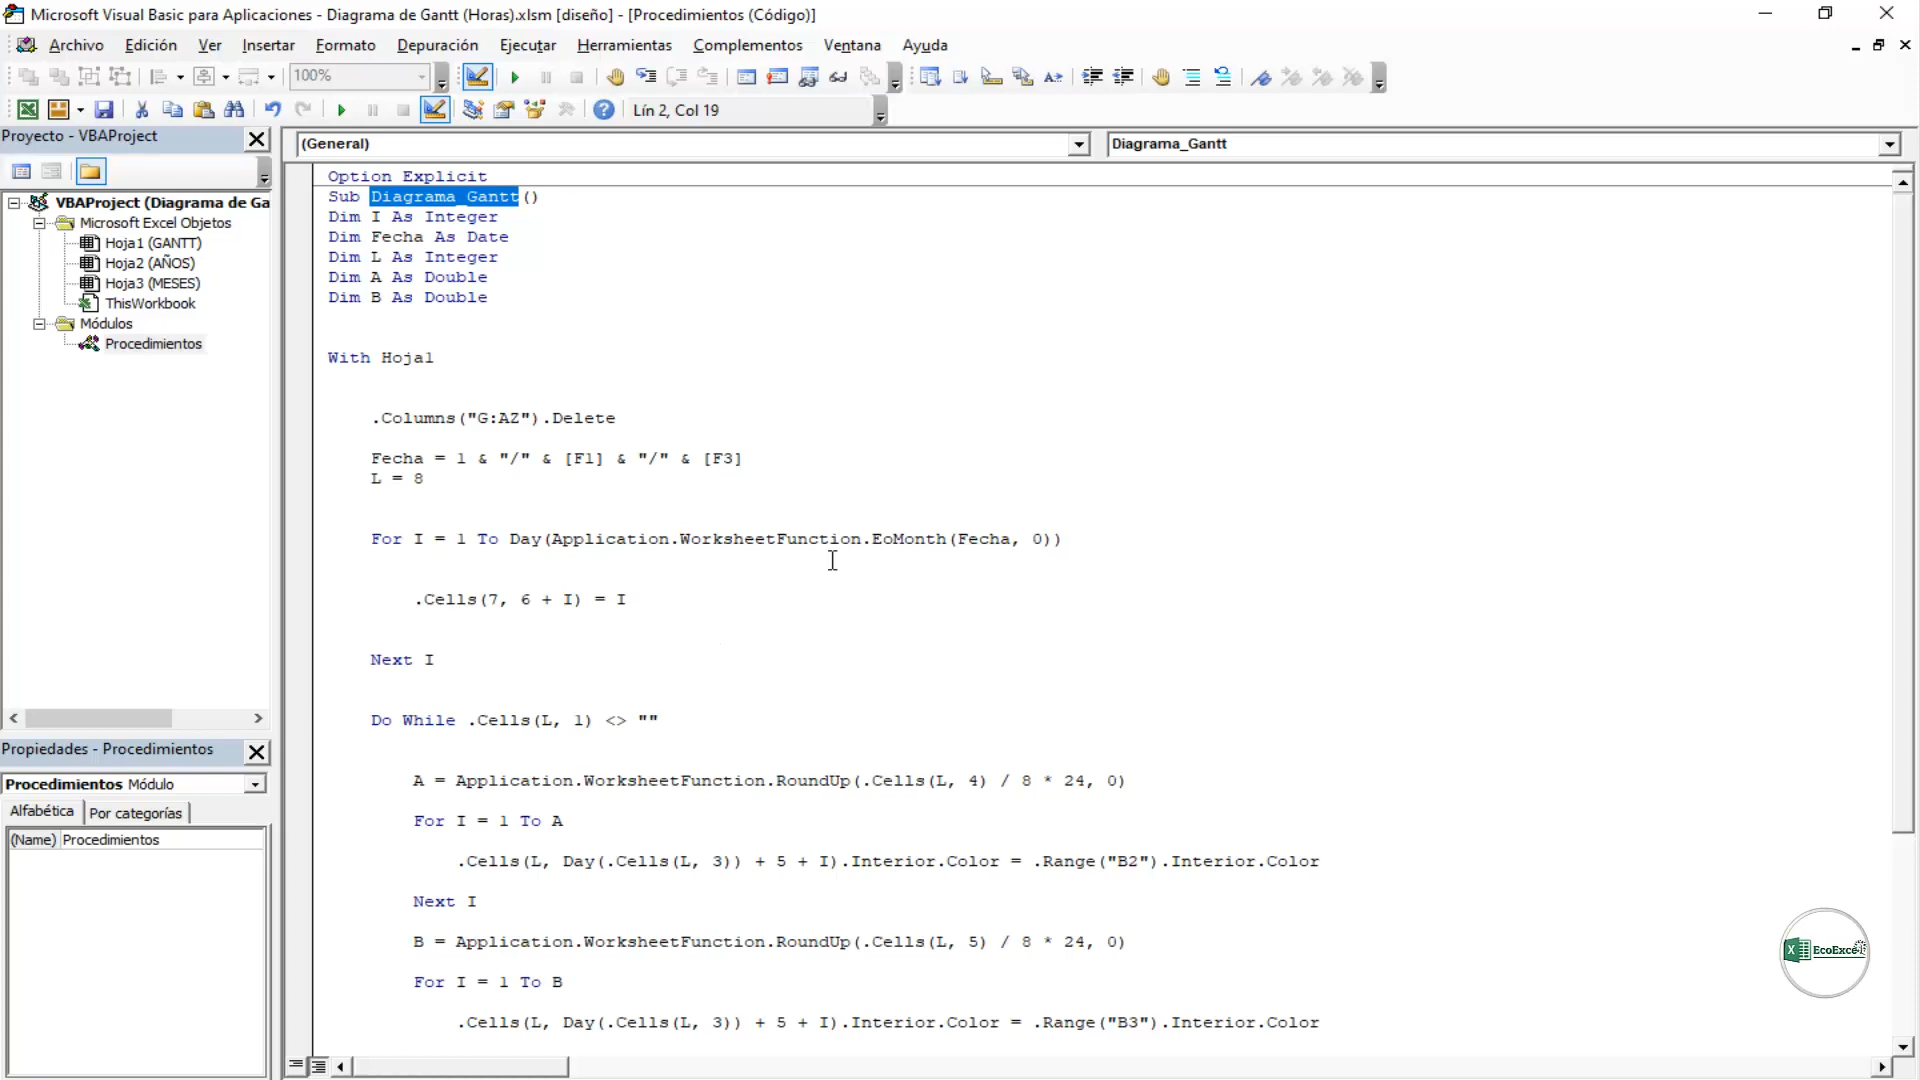 Microsoft Visual Basic para Aplicaciones - Diagrama de Gantt (Horas).xlsm [diseño] - [Procedimientos (Código)]
Archivo Edición Ver Insertar Formato Depuración Ejecutar Herramientas Complementos Ventana Ayuda
100%
Lín 2, Col 19
Proyecto - VBAProject
(General)
Diagrama_Gantt
VBAProject (Diagrama de Ga
Microsoft Excel Objetos
Hoja1 (GANTT)
Hoja2 (AÑOS)
Hoja3 (MESES)
ThisWorkbook
Módulos
Procedimientos
Propiedades - Procedimientos
Procedimientos Módulo
Alfabética Por categorías
(Name) Procedimientos
Option Explicit
Sub Diagrama_Gantt()
Dim I As Integer
Dim Fecha As Date
Dim L As Integer
Dim A As Double
Dim B As Double
With Hoja1
.Columns("G:AZ").Delete
Fecha = 1 & "/" & [F1] & "/" & [F3]
L = 8
For I = 1 To Day(Application.WorksheetFunction.EoMonth(Fecha, 0))
.Cells(7, 6 + I) = I
Next I
Do While .Cells(L, 1) <> ""
A = Application.WorksheetFunction.RoundUp(.Cells(L, 4) / 8 * 24, 0)
For I = 1 To A
.Cells(L, Day(.Cells(L, 3)) + 5 + I).Interior.Color = .Range("B2").Interior.Color
Next I
B = Application.WorksheetFunction.RoundUp(.Cells(L, 5) / 8 * 24, 0)
For I = 1 To B
.Cells(L, Day(.Cells(L, 3)) + 5 + I).Interior.Color = .Range("B3").Interior.Color
EcoExcel